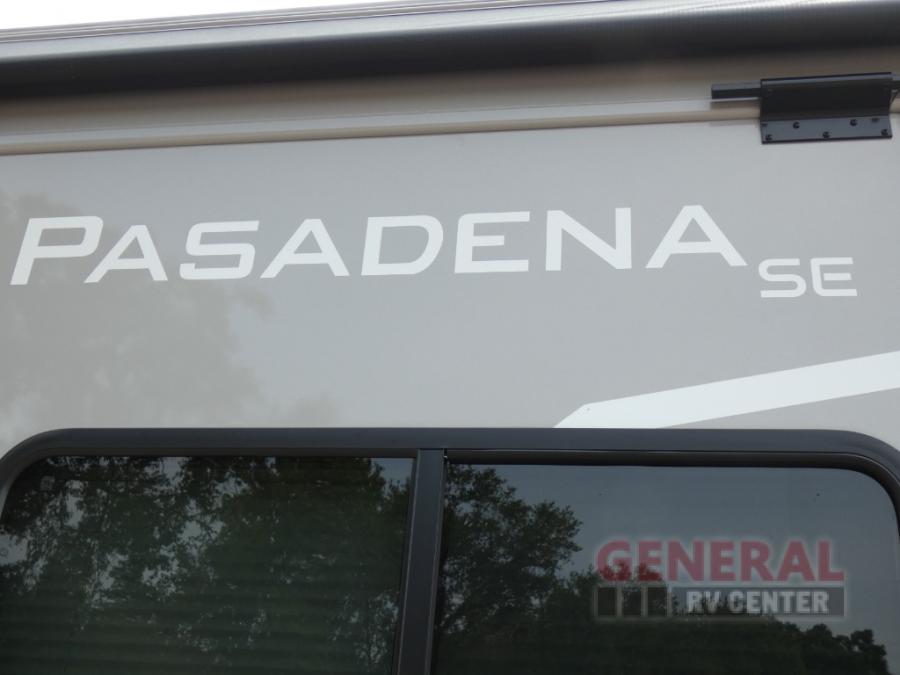 PASADENA SE
GENERAL
RV CENTER